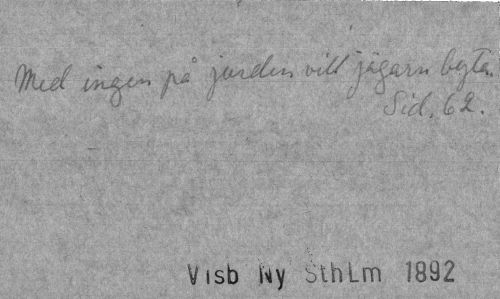 Med ingen på jorden vill jägarn byta.
Sid. 62.
Visb Ny SthLm 1892